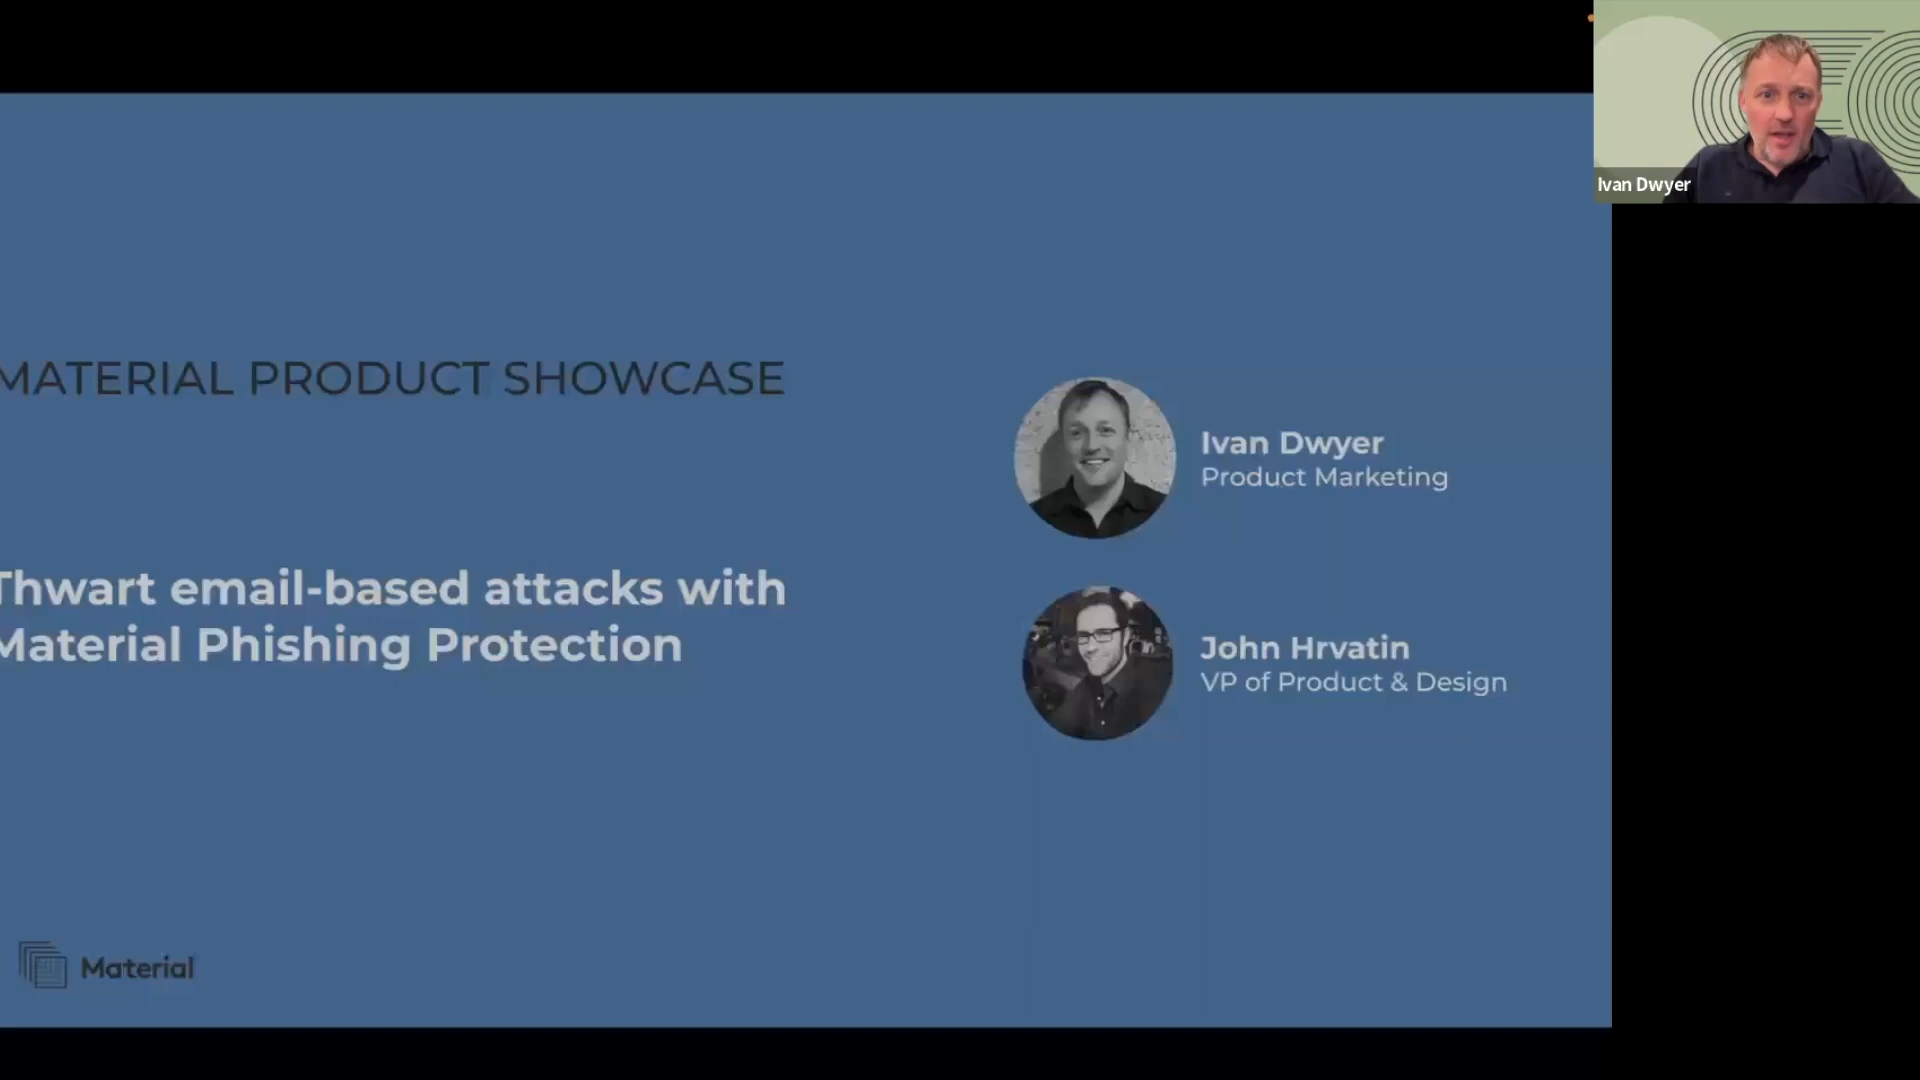 MATERIAL PRODUCT SHOWCASE
Thwart email-based attacks with
Material Phishing Protection
Ivan Dwyer
Product Marketing
John Hrvatin
VP of Product & Design
Material
Ivan Dwyer